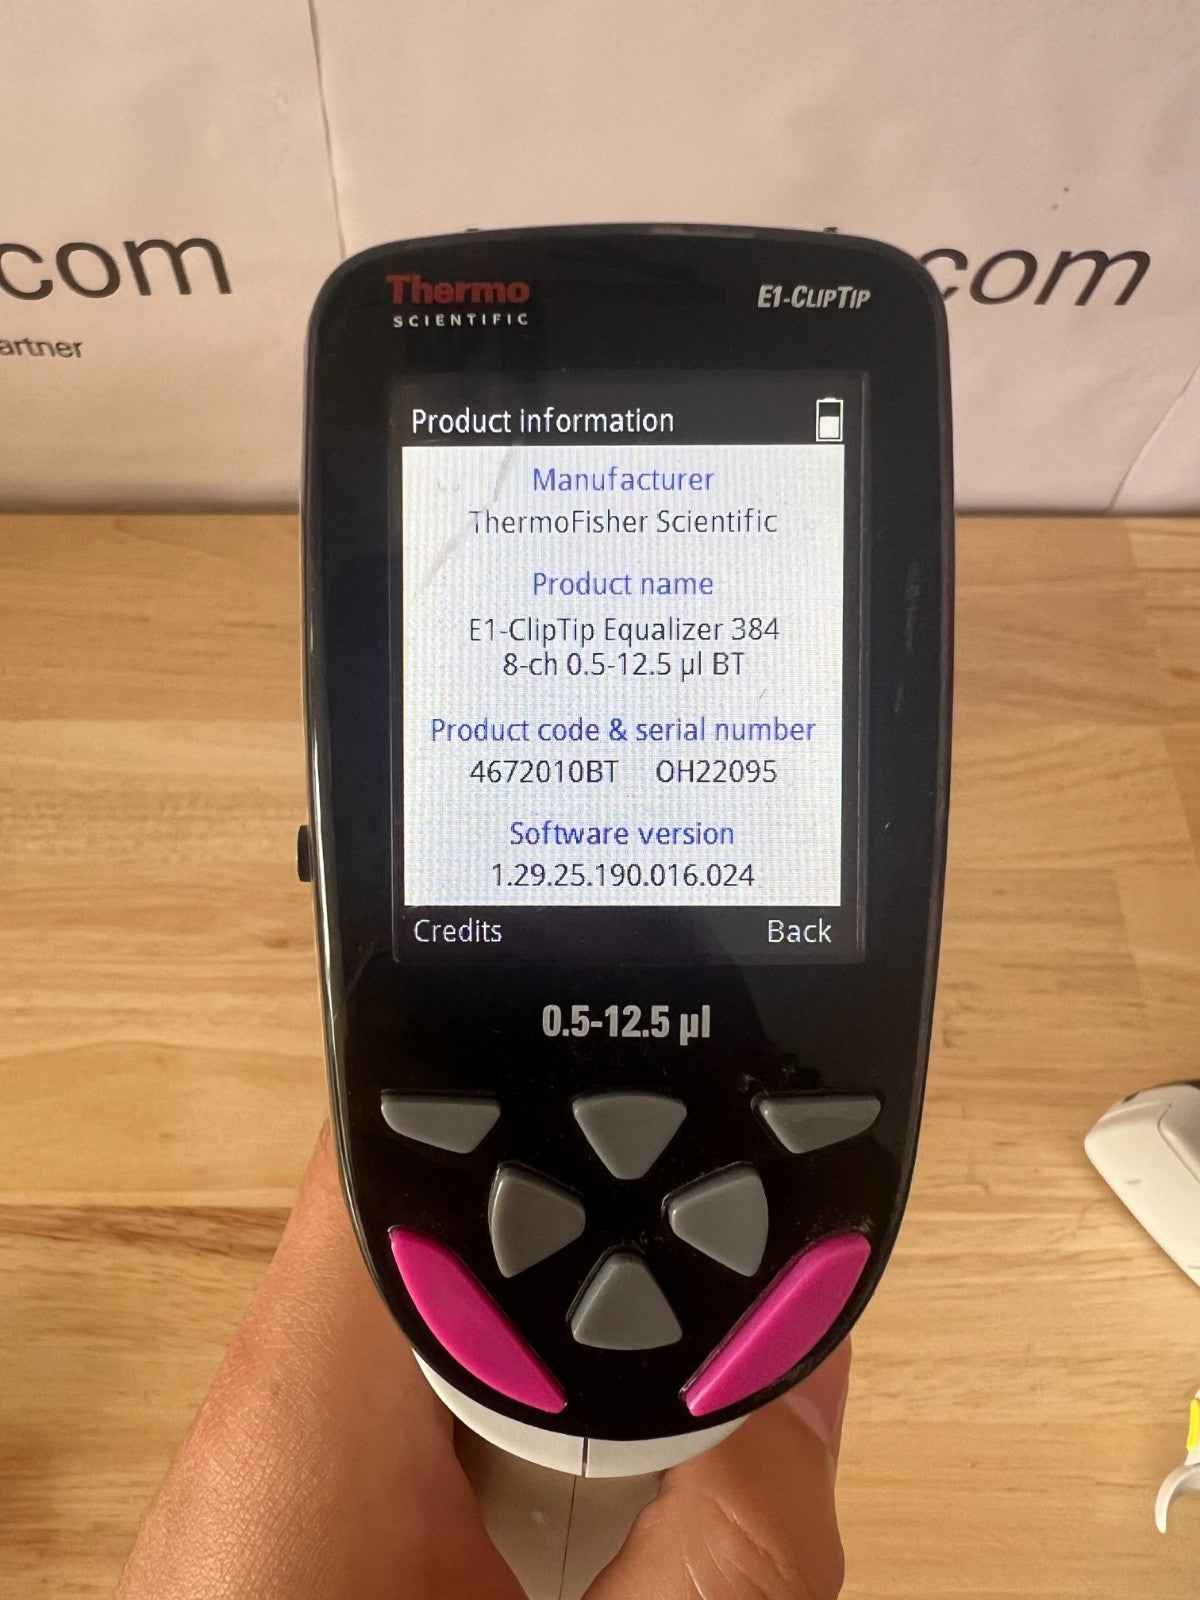 com
artner
com
Thermo
SCIENTIFIC
E1-CLIPTIP
Product information
Manufacturer
ThermoFisher Scientific
Product name
E1-ClipTip Equalizer 384
8-ch 0.5-12.5 µl BT
Product code & serial number
4672010BT OH22095
Software version
1.29.25.190.016.024
Credits Back
0.5-12.5 µl